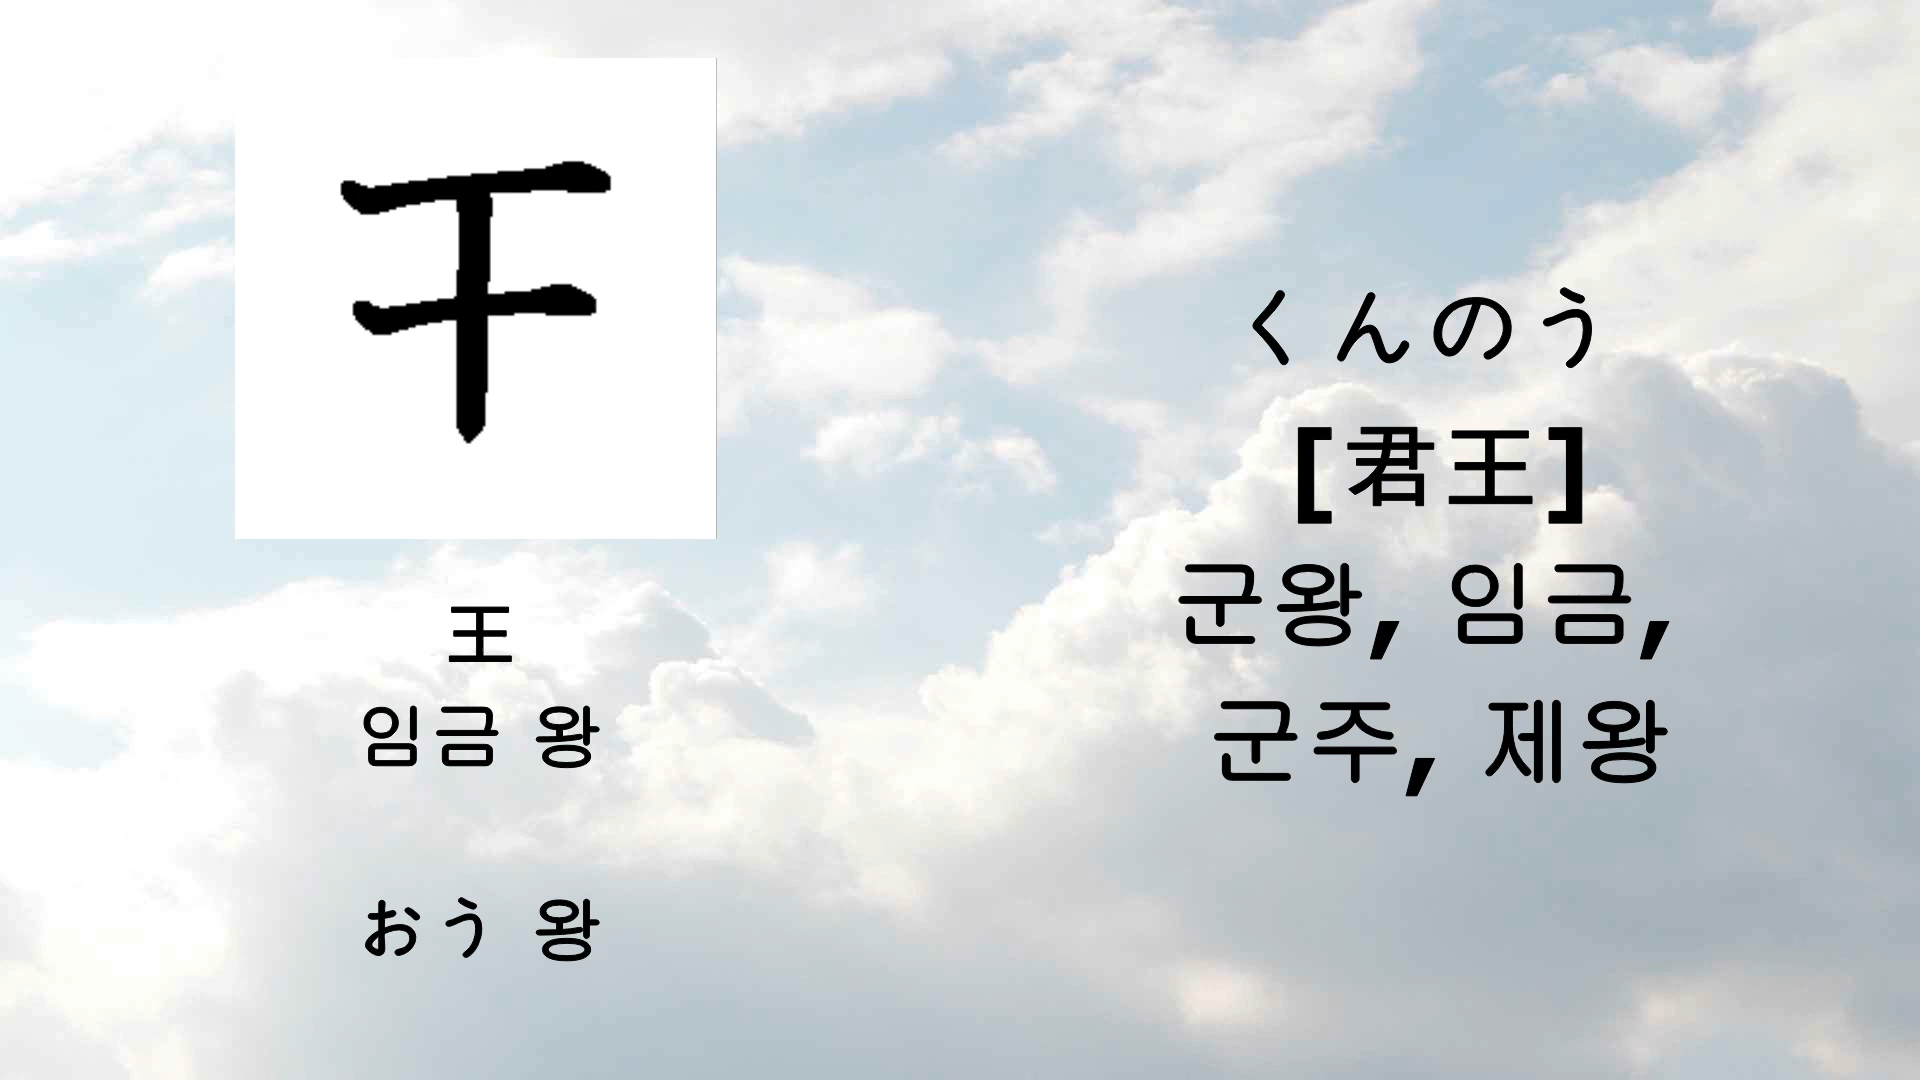 王
임금 왕
おう 왕
くんのう
[君王]
군왕, 임금,
군주, 제왕